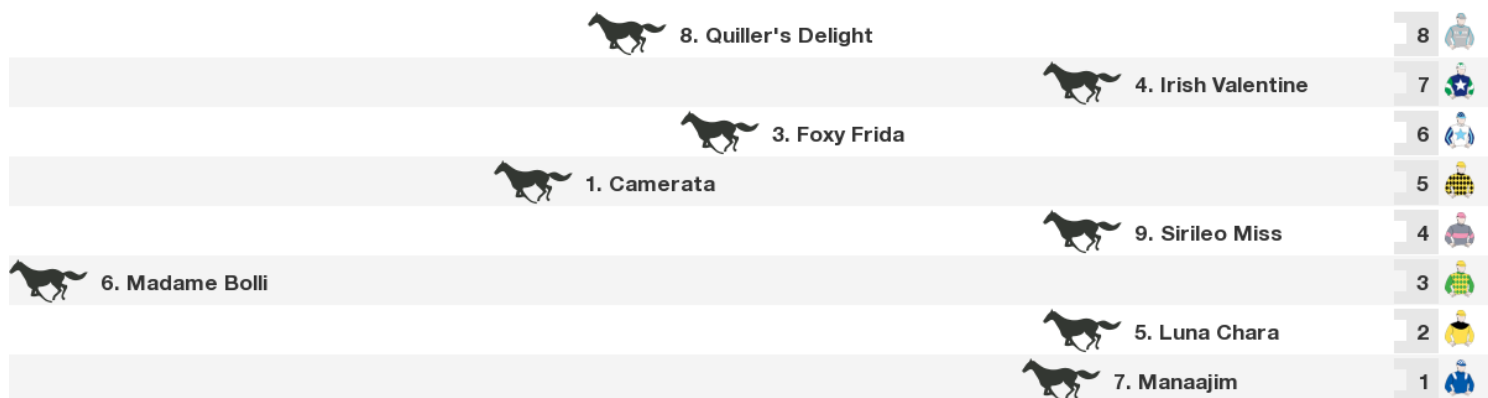 8. Quiller's Delight 8
4. Irish Valentine 7
3. Foxy Frida 6
1. Camerata 5
9. Sirileo Miss 4
6. Madame Bolli 3
5. Luna Chara 2
7. Manaajim 1